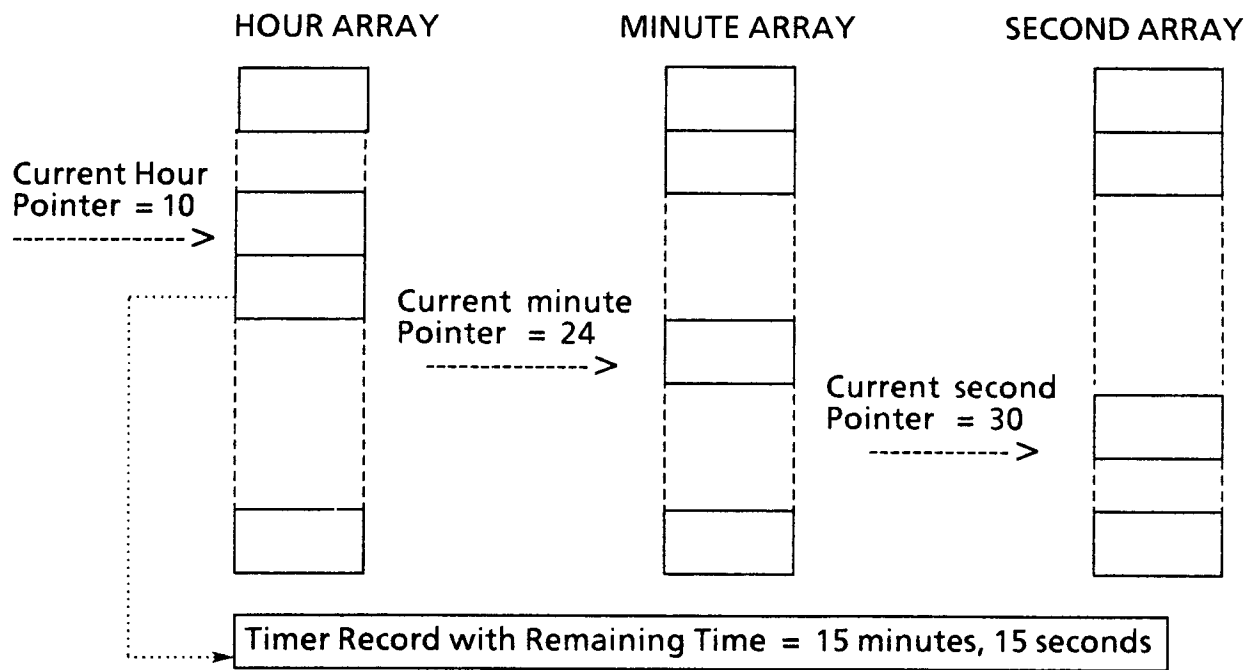 HOUR ARRAY
MINUTE ARRAY
SECOND ARRAY
Current Hour
Pointer = 10
Current minute
Pointer = 24
Current second
Pointer = 30
Timer Record with Remaining Time = 15 minutes, 15 seconds